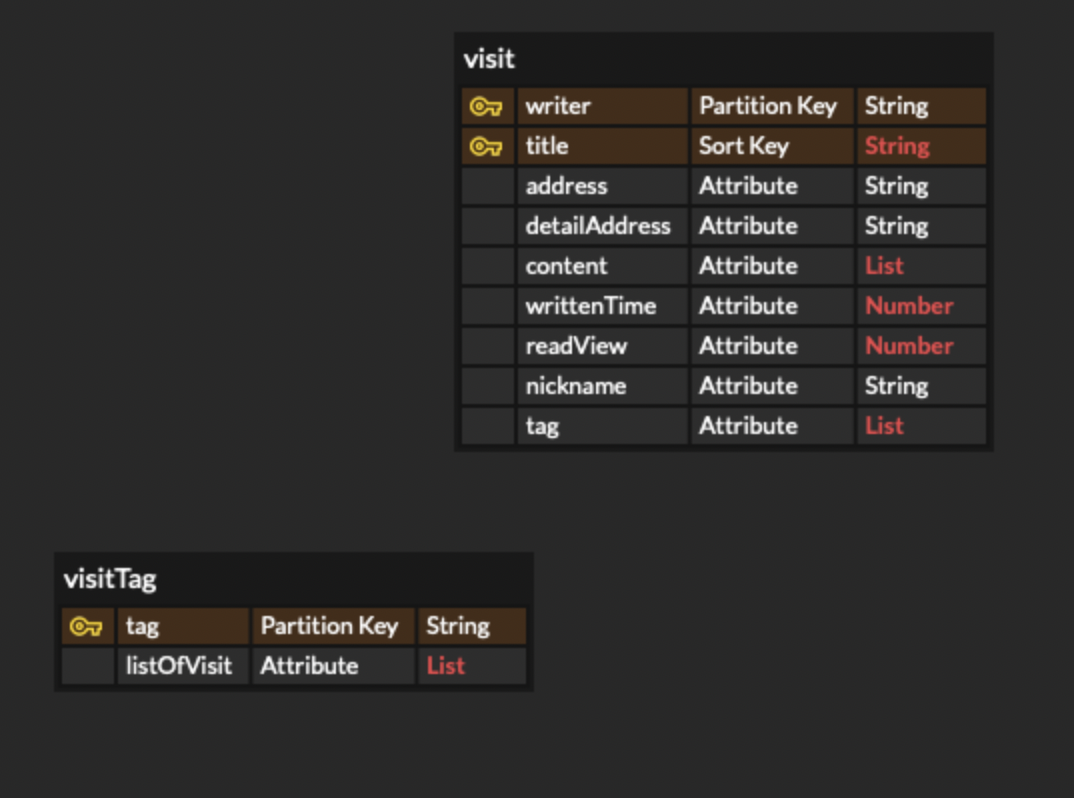 visit
writer Partition Key String
title Sort Key String
address Attribute String
detailAddress Attribute String
content Attribute List
writtenTime Attribute Number
readView Attribute Number
nickname Attribute String
tag Attribute List
visitTag
tag Partition Key String
listOfVisit Attribute List